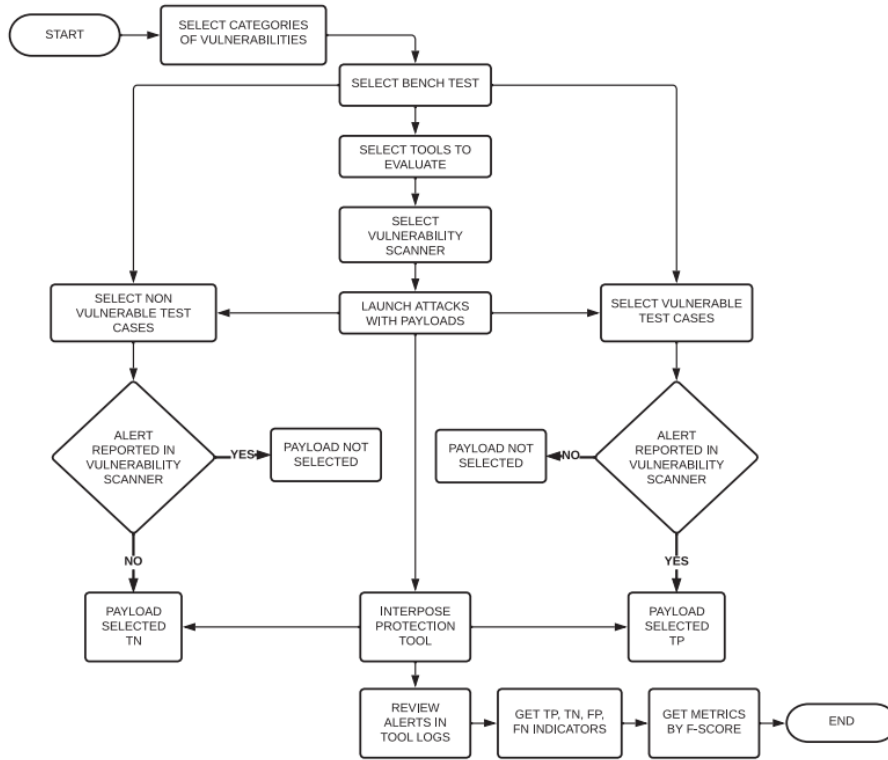 START
SELECT CATEGORIES
OF VULNERABILITIES
SELECT BENCH TEST
SELECT TOOLS TO
EVALUATE
SELECT
VULNERABILITY
SCANNER
SELECT NON
VULNERABLE TEST
CASES
LAUNCH ATTACKS
WITH PAYLOADS
SELECT VULNERABLE
TEST CASES
ALERT
REPORTED IN
VULNERABILITY
SCANNER
YES
PAYLOAD NOT
SELECTED
PAYLOAD NOT
SELECTED
NO
ALERT
REPORTED IN
VULNERABILITY
SCANNER
NO
YES
PAYLOAD
SELECTED
TN
INTERPOSE
PROTECTION
TOOL
PAYLOAD
SELECTED
TP
REVIEW
ALERTS IN
TOOL LOGS
GET TP, TN, FP,
FN INDICATORS
GET METRICS
BY F-SCORE
END